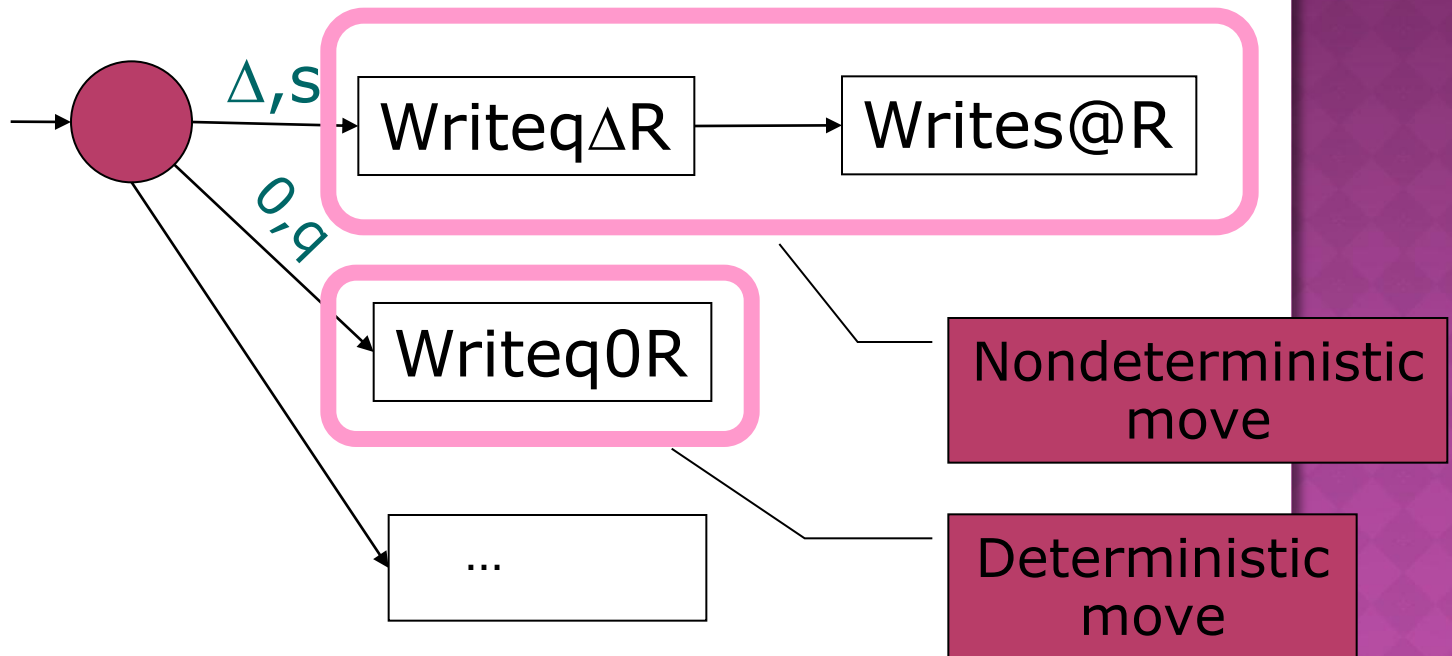 Δ,s
WriteqΔR
Writes@R
0,q
Writeq0R
Nondeterministic
move
...
Deterministic
move